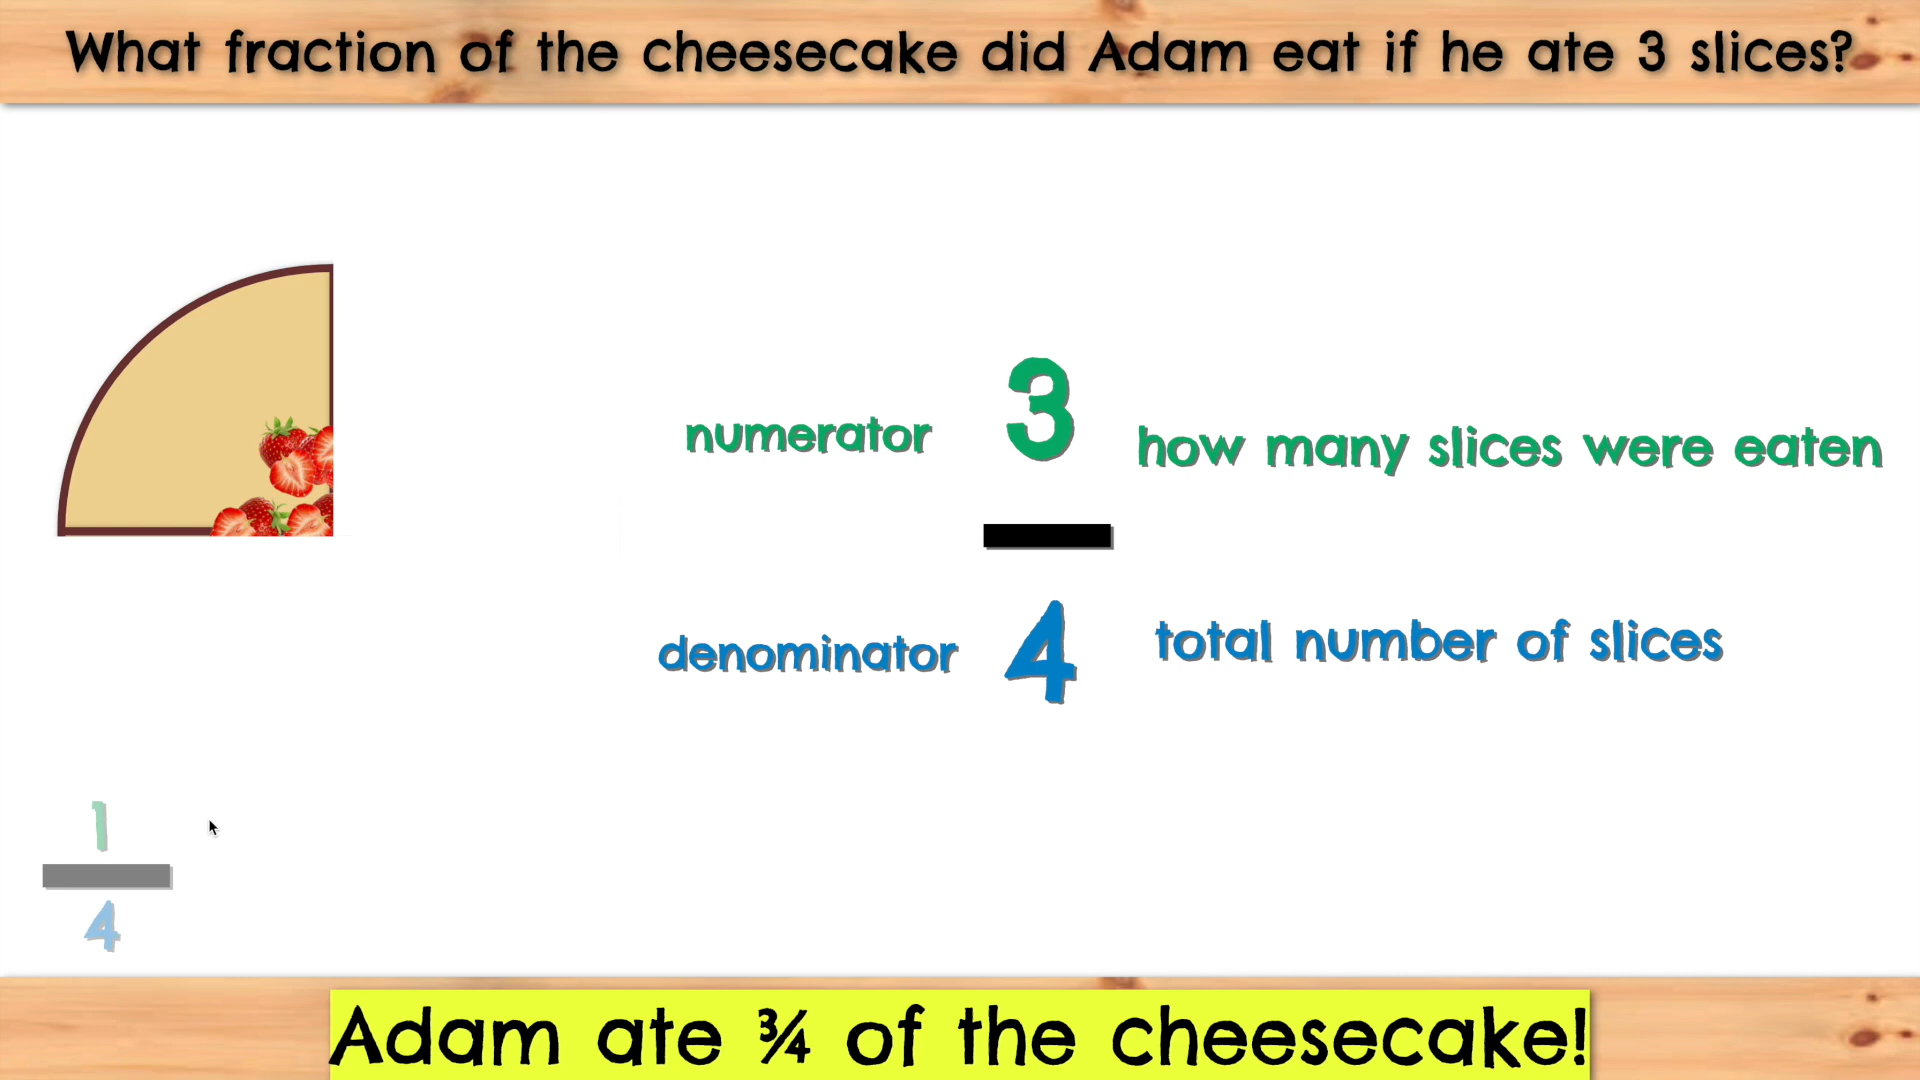 What fraction of the cheesecake did Adam eat if he ate 3 slices?
numerator 3 how many slices were eaten
denominator 4 total number of slices
1
4
Adam ate ¾ of the cheesecake!